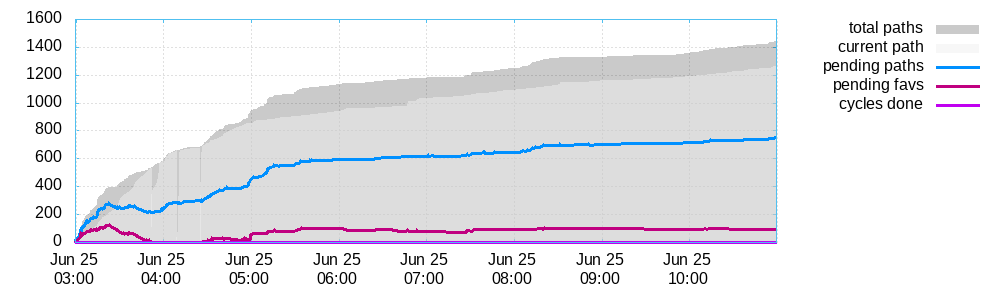 1600
1400
1200
1000
800
600
400
200
0
Jun 25 Jun 25 Jun 25 Jun 25 Jun 25 Jun 25 Jun 25 Jun 25
03:00 04:00 05:00 06:00 07:00 08:00 09:00 10:00
total paths
current path
pending paths
pending favs
cycles done